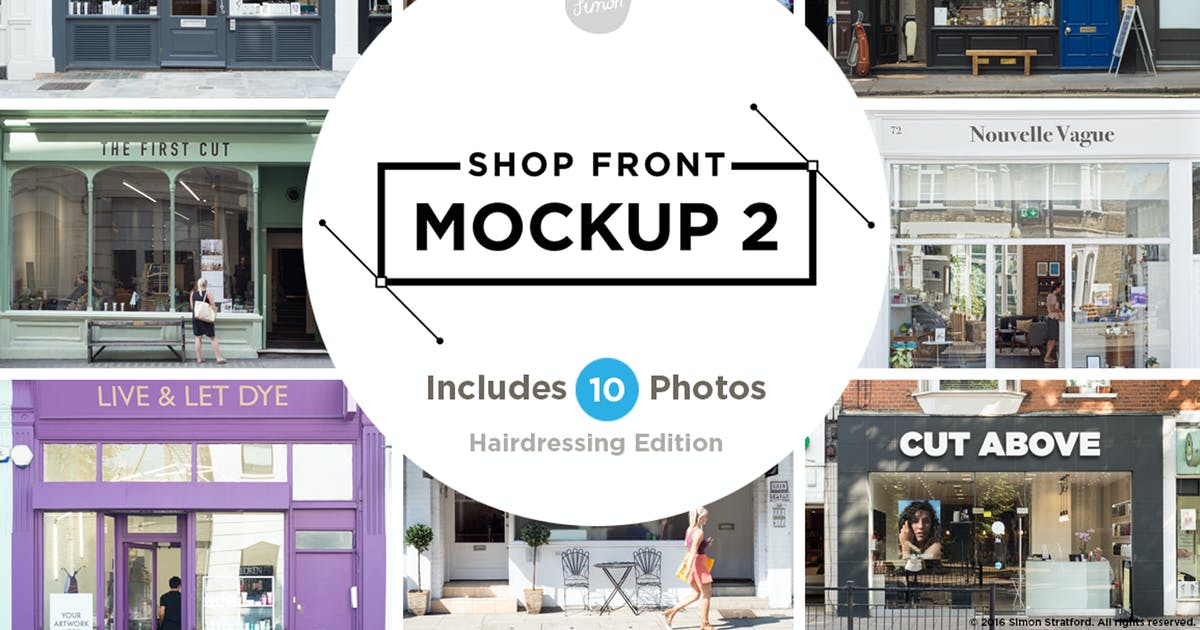 Simon
THE FIRST CUT
72
Nouvelle Vague
SHOP FRONT
MOCKUP 2
Includes 10 Photos
Hairdressing Edition
LIVE & LET DYE
CUT ABOVE
REDKEN
YOUR
ARTWORK
© 2016 Simon Stratford. All rights reserved.